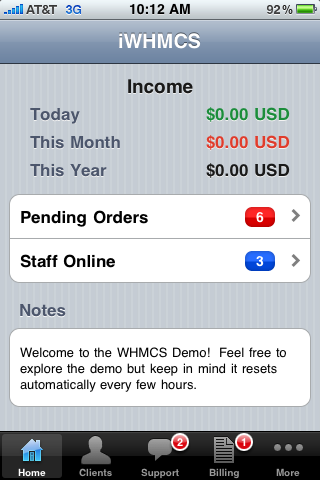 AT&T 3G 10:12 AM 92%
iWHMCS
Income
Today $0.00 USD
This Month $0.00 USD
This Year $0.00 USD
Pending Orders 6
Staff Online 3
Notes
Welcome to the WHMCS Demo! Feel free to
explore the demo but keep in mind it resets
automatically every few hours.
2 1
Home Clients Support Billing More